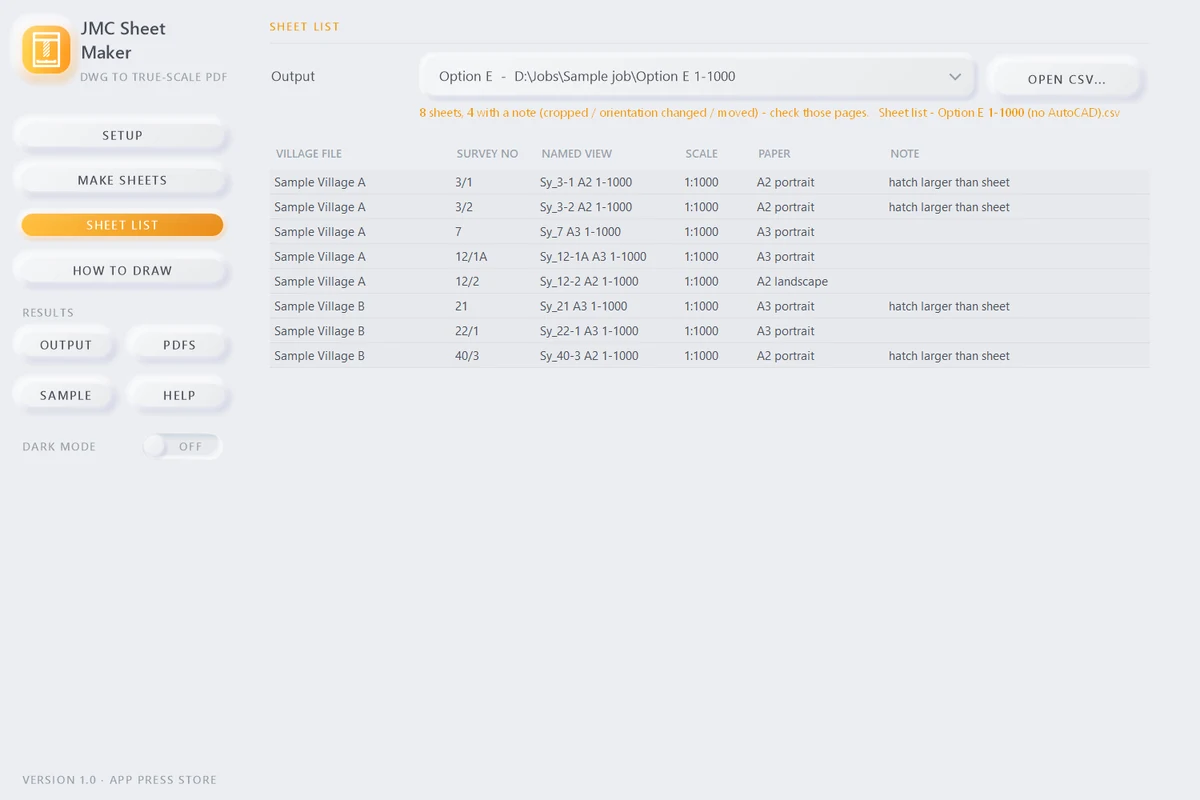 JMC Sheet
Maker
DWG TO TRUE-SCALE PDF
SETUP
MAKE SHEETS
SHEET LIST
HOW TO DRAW
RESULTS
OUTPUT PDFS
SAMPLE HELP
DARK MODE OFF
VERSION 1.0 · APP PRESS STORE
SHEET LIST
Output Option E - D:\Jobs\Sample job\Option E 1-1000 OPEN CSV...
8 sheets, 4 with a note (cropped / orientation changed / moved) - check those pages. Sheet list - Option E 1-1000 (no AutoCAD).csv
VILLAGE FILE SURVEY NO NAMED VIEW SCALE PAPER NOTE
Sample Village A 3/1 Sy_3-1 A2 1-1000 1:1000 A2 portrait hatch larger than sheet
Sample Village A 3/2 Sy_3-2 A2 1-1000 1:1000 A2 portrait hatch larger than sheet
Sample Village A 7 Sy_7 A3 1-1000 1:1000 A3 portrait
Sample Village A 12/1A Sy_12-1A A3 1-1000 1:1000 A3 portrait
Sample Village A 12/2 Sy_12-2 A2 1-1000 1:1000 A2 landscape
Sample Village B 21 Sy_21 A3 1-1000 1:1000 A3 portrait hatch larger than sheet
Sample Village B 22/1 Sy_22-1 A3 1-1000 1:1000 A3 portrait
Sample Village B 40/3 Sy_40-3 A2 1-1000 1:1000 A2 portrait hatch larger than sheet